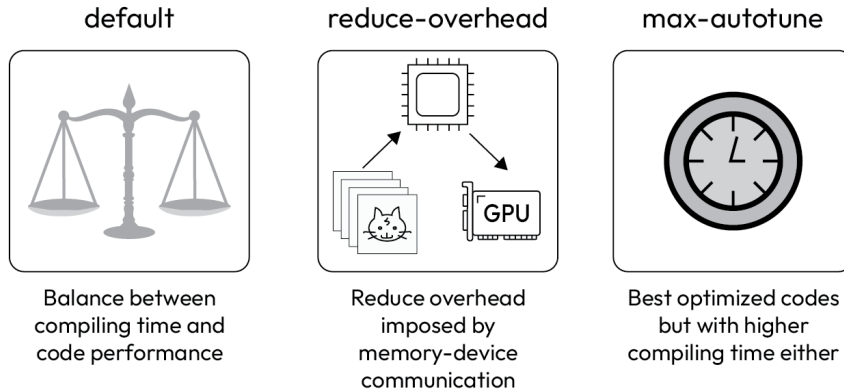 default
reduce-overhead
max-autotune
GPU
Balance between
compiling time and
code performance
Reduce overhead
imposed by
memory-device
communication
Best optimized codes
but with higher
compiling time either